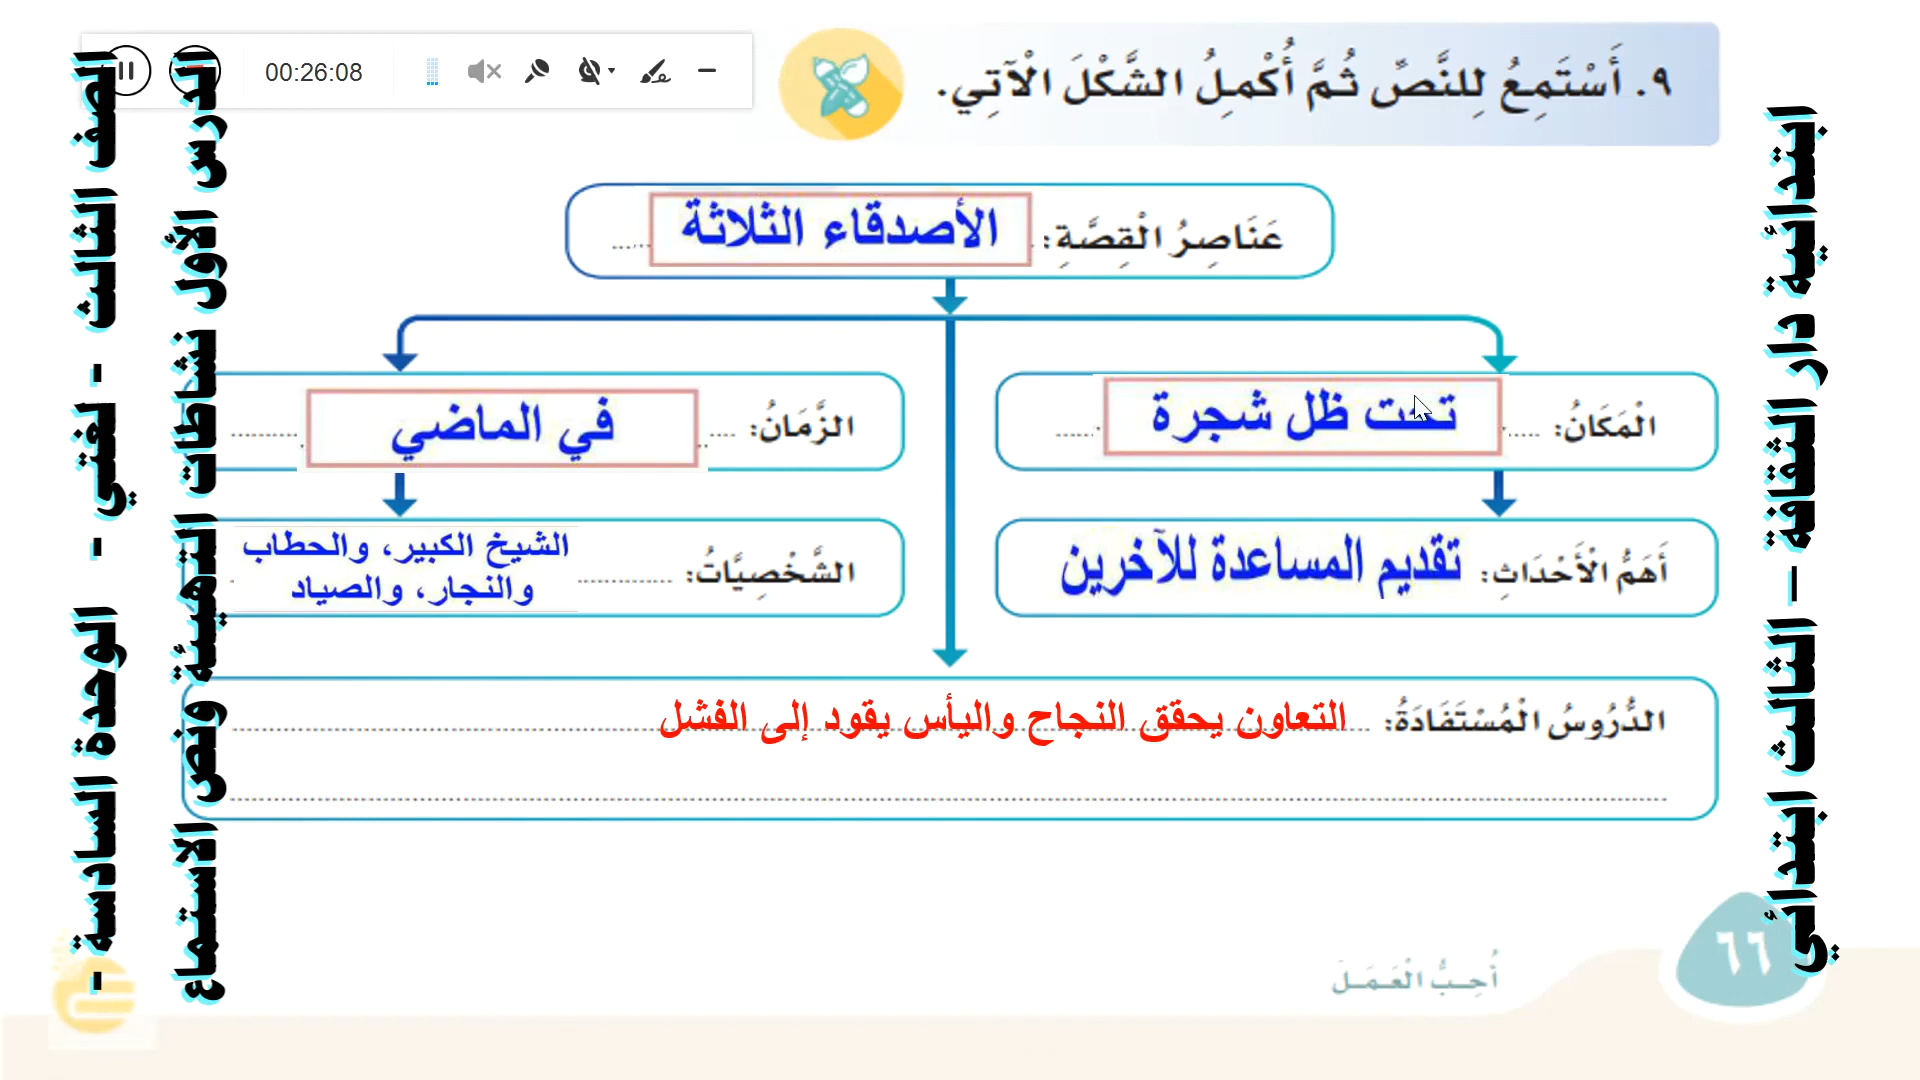 00:26:08
٩. أَسْتَمِعُ لِلنَّصِّ ثُمَّ أُكْمِلُ الشَّكْلَ الْآتِي.
عَنَاصِرُ الْقِصَّةِ: الأصدقاء الثلاثة
الْمَكَانُ: تحت ظل شجرة
الزَّمَانُ: في الماضي
أَهَمُّ الْأَحْدَاثِ: تقديم المساعدة للآخرين
الشَّخْصِيَّاتُ: الشيخ الكبير، والحطاب
والنجار، والصياد
الدُّرُوسُ الْمُسْتَفَادَةُ: التعاون يحقق النجاح واليأس يقود إلى الفشل
أُحِبُّ الْعَمَلَ
٦٦
ابتدائية دار الثقافة – الثالث ابتدائي
الصف الثالث - لغتي - الوحدة السادسة -
الدرس الأول نشاطات التهيئة ونص الاستماع